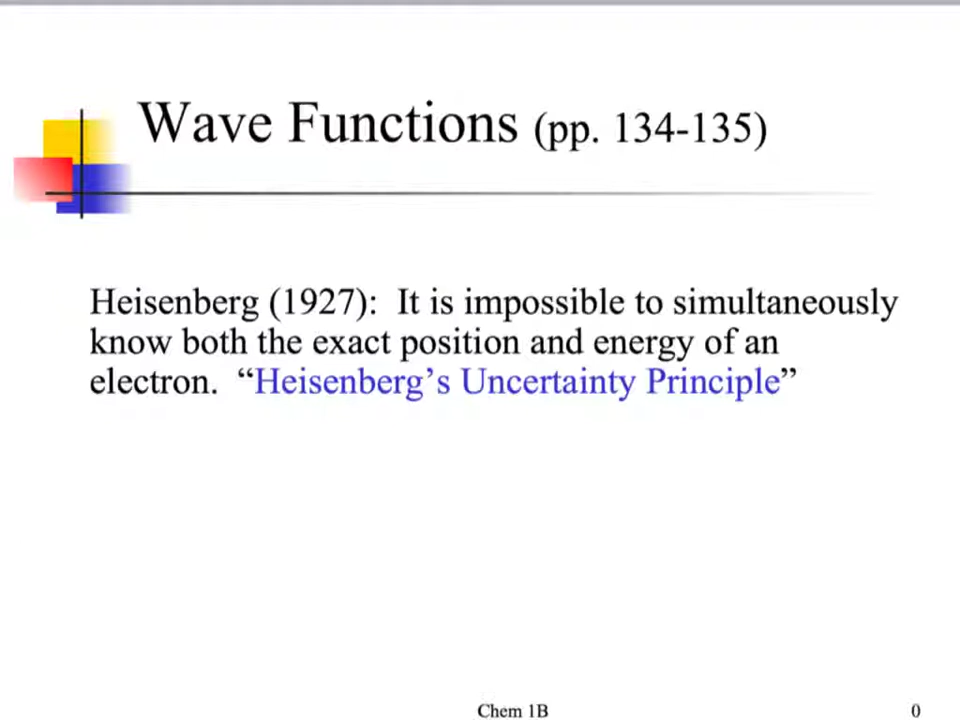 Wave Functions (pp. 134-135)
Heisenberg (1927):  It is impossible to simultaneously
know both the exact position and energy of an
electron.  “Heisenberg’s Uncertainty Principle”
Chem 1B
0